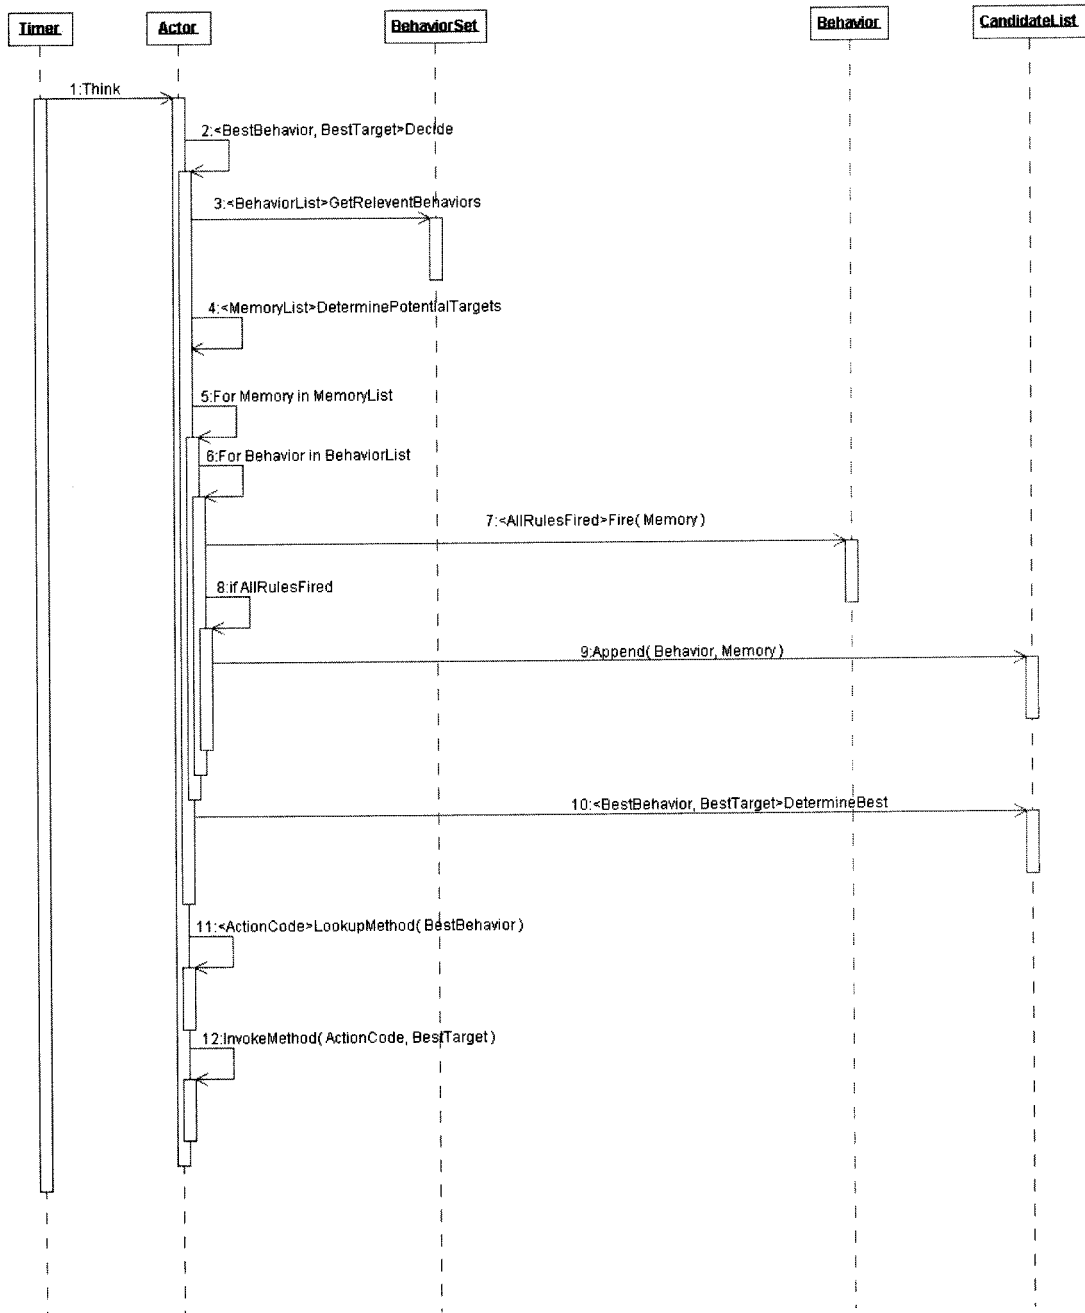 Timer
Actor
BehaviorSet
Behavior
CandidateList
1:Think
2:<BestBehavior, BestTarget>Decide
3:<BehaviorList>GetReleventBehaviors
4:<MemoryList>DeterminePotentialTargets
5:For Memory in MemoryList
6:For Behavior in BehaviorList
7:<AllRulesFired>Fire( Memory )
8:if AllRulesFired
9:Append( Behavior, Memory )
10:<BestBehavior, BestTarget>DetermineBest
11:<ActionCode>LookupMethod( BestBehavior )
12:InvokeMethod( ActionCode, BestTarget )